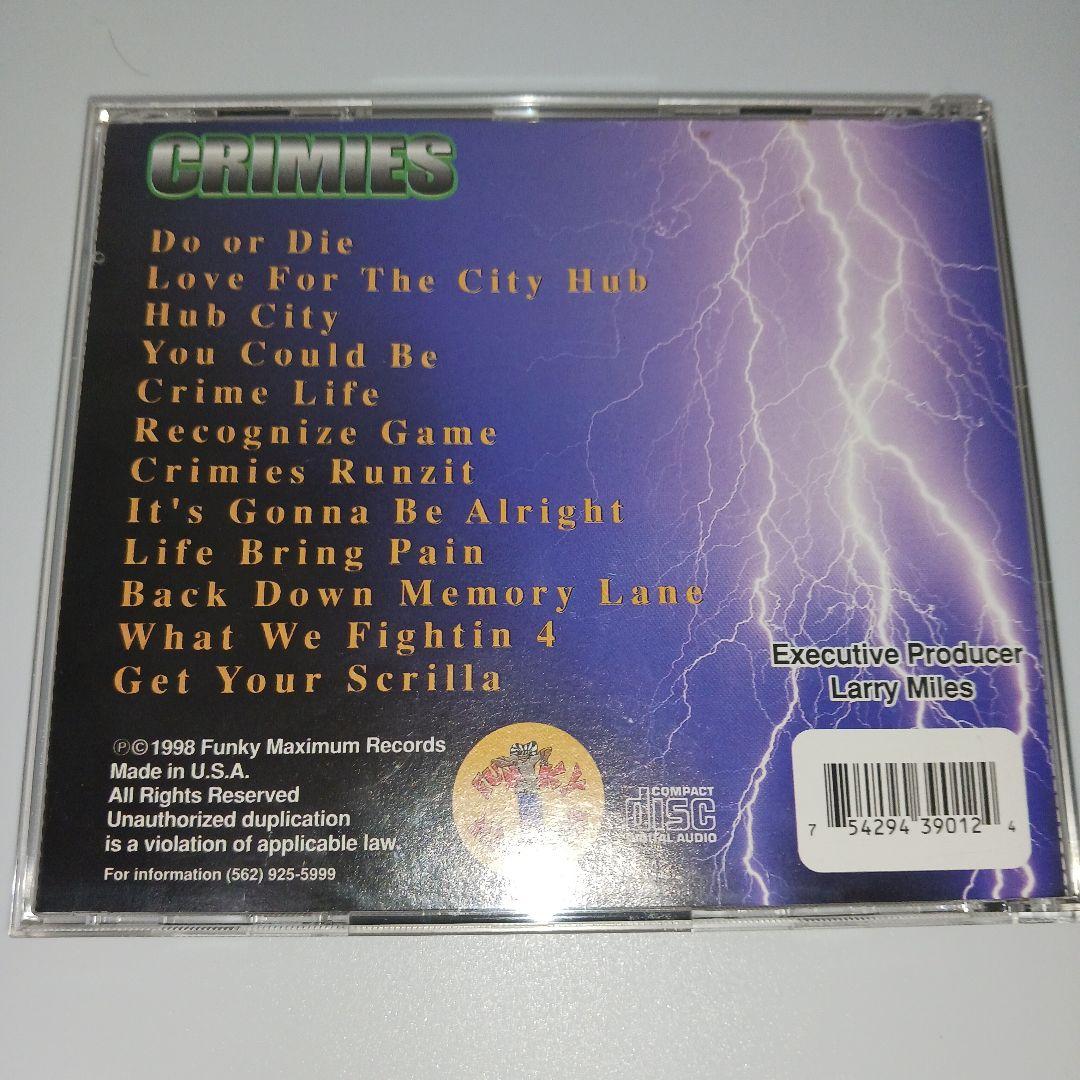 CRIMIES
Do or Die
Love For The City Hub
Hub City
You Could Be
Crime Life
Recognize Game
Crimies Runzit
It's Gonna Be Alright
Life Bring Pain
Back Down Memory Lane
What We Fightin 4
Get Your Scrilla
Executive Producer
Larry Miles
℗©1998 Funky Maximum Records
Made in U.S.A.
All Rights Reserved
Unauthorized duplication
is a violation of applicable law.
For information (562) 925-5999
COMPACT
disc
DIGITAL AUDIO
7 54294 39012 4